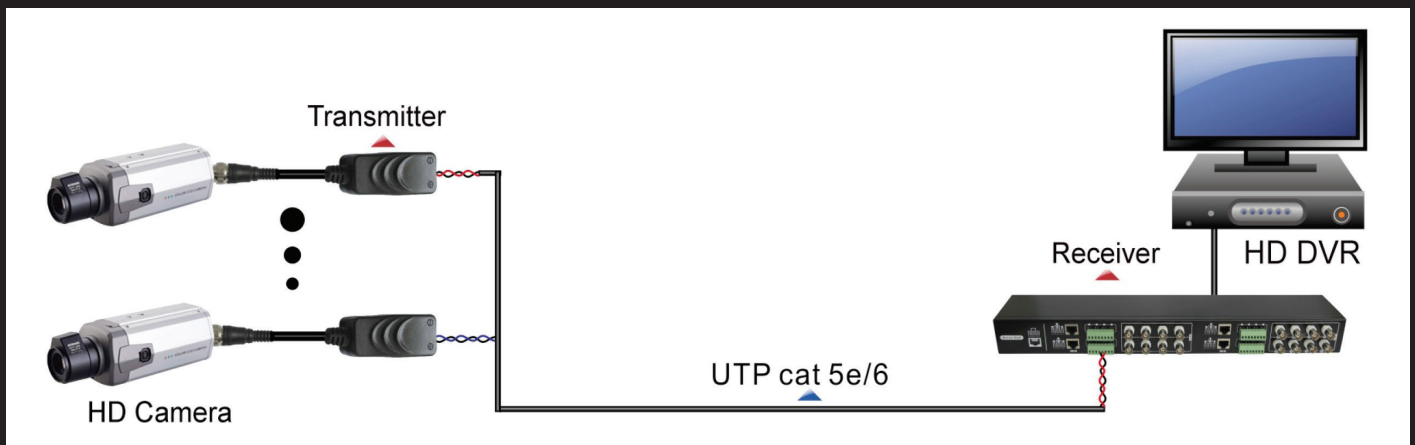 Transmitter
HD Camera
UTP cat 5e/6
Receiver
HD DVR